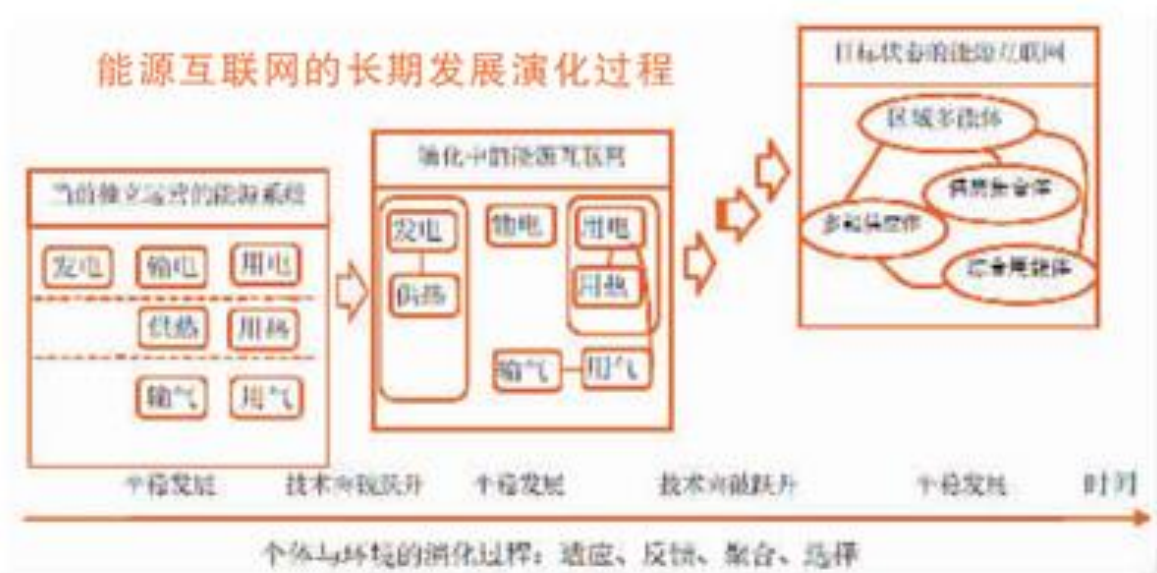 能源互联网的长期发展演化过程
目标状态的能源互联网
区域多能体
供需聚合体
多能供应体
综合用能体
演化中的能源互联网
发电
输电
用电
供热
用热
输气
用气
当前独立运营的能源系统
发电
输电
用电
供热
用热
输气
用气
平稳发展
技术突破跃升
平稳发展
技术突破跃升
平稳发展
时间
个体与环境的演化过程：适应、反馈、聚合、选择